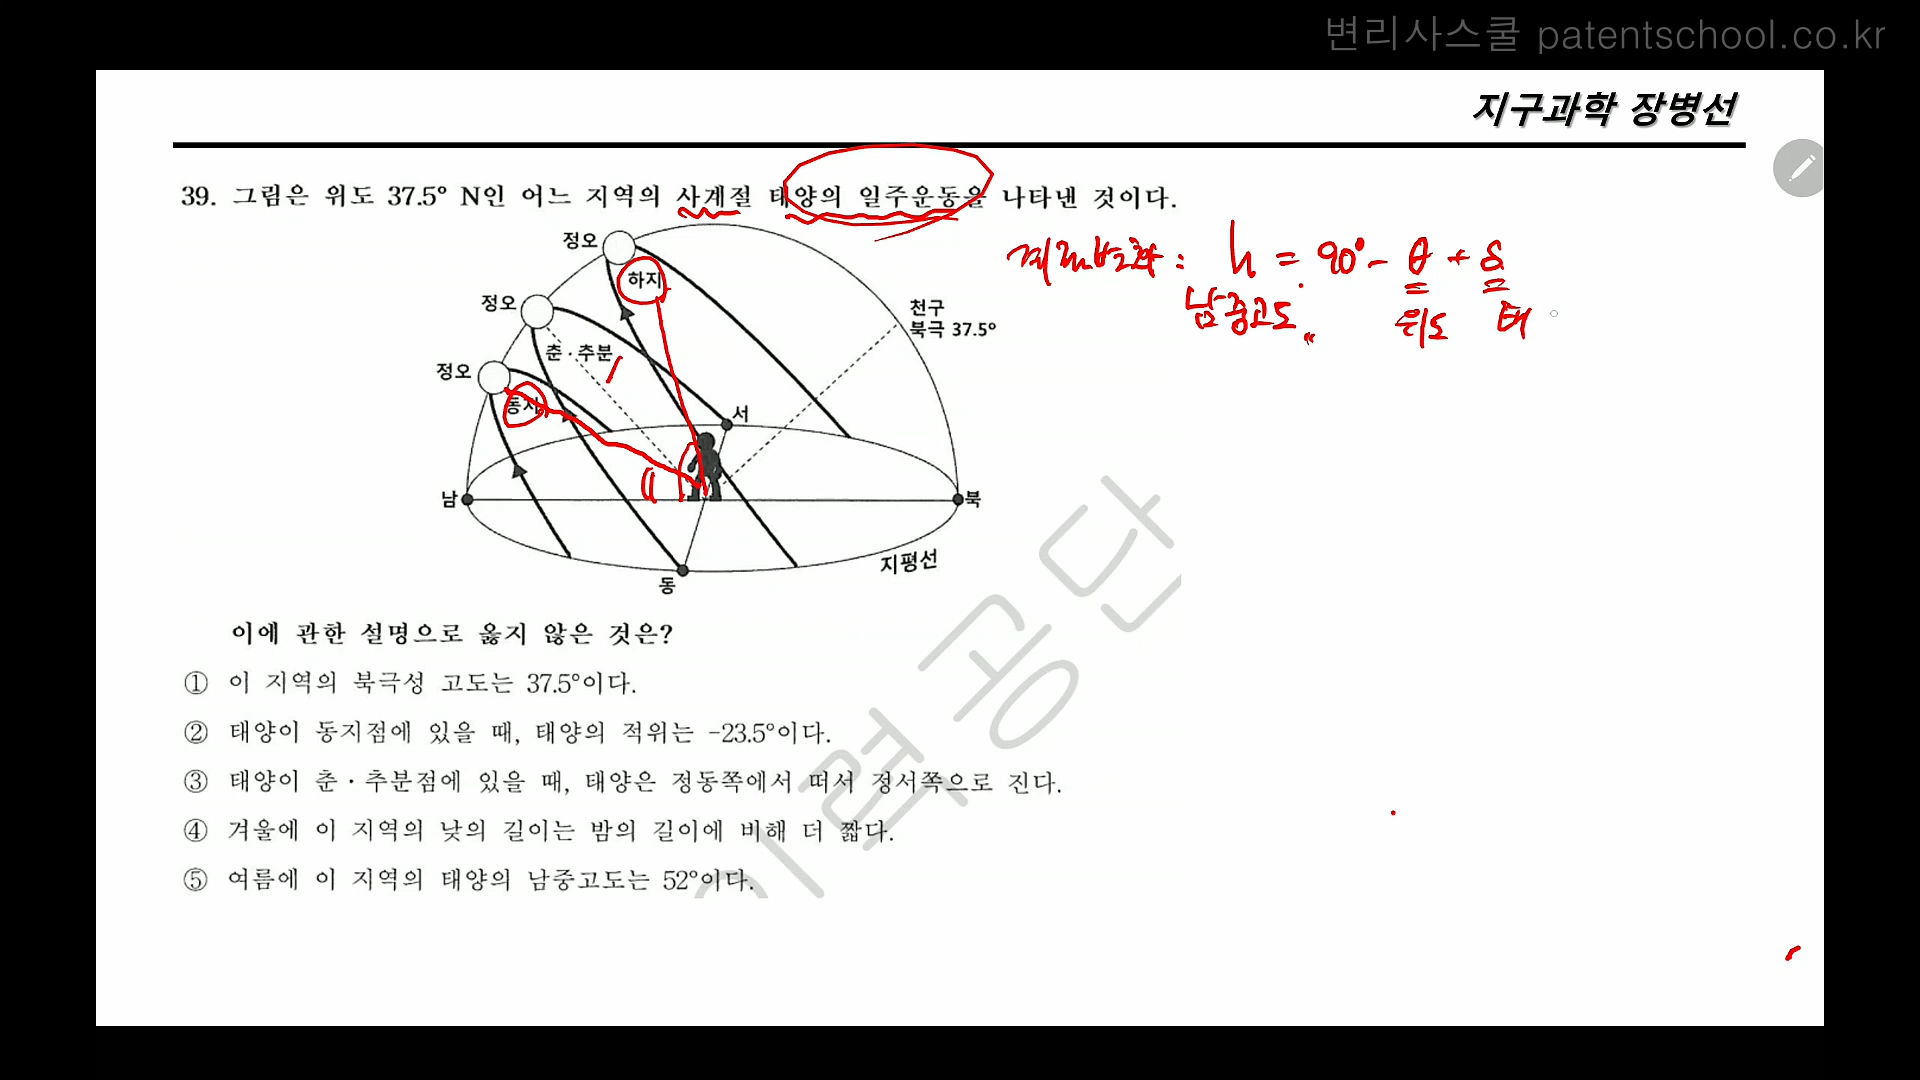 변리사스쿨 patentschool.co.kr
지구과학 장병선
39. 그림은 위도 37.5° N인 어느 지역의 사계절 태양의 일주운동을 나타낸 것이다.
정오
하지
h = 90° - θ + δ
남중고도
위도
태
정오
춘·추분
천구
북극 37.5°
정오
동지
서
남
북
동
지평선
이에 관한 설명으로 옳지 않은 것은?
① 이 지역의 북극성 고도는 37.5°이다.
② 태양이 동지점에 있을 때, 태양의 적위는 -23.5°이다.
③ 태양이 춘·추분점에 있을 때, 태양은 정동쪽에서 떠서 정서쪽으로 진다.
④ 겨울에 이 지역의 낮의 길이는 밤의 길이에 비해 더 짧다.
⑤ 여름에 이 지역의 태양의 남중고도는 52°이다.
력공단